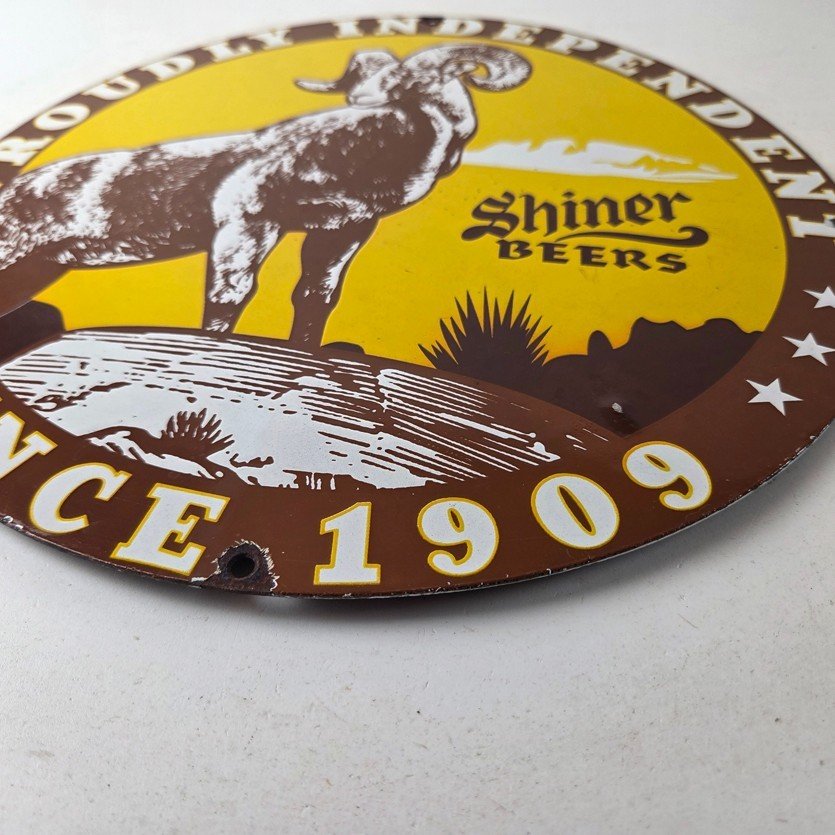 ROUDLY INDEPENDENT
Shiner
BEERS
NCE 1909